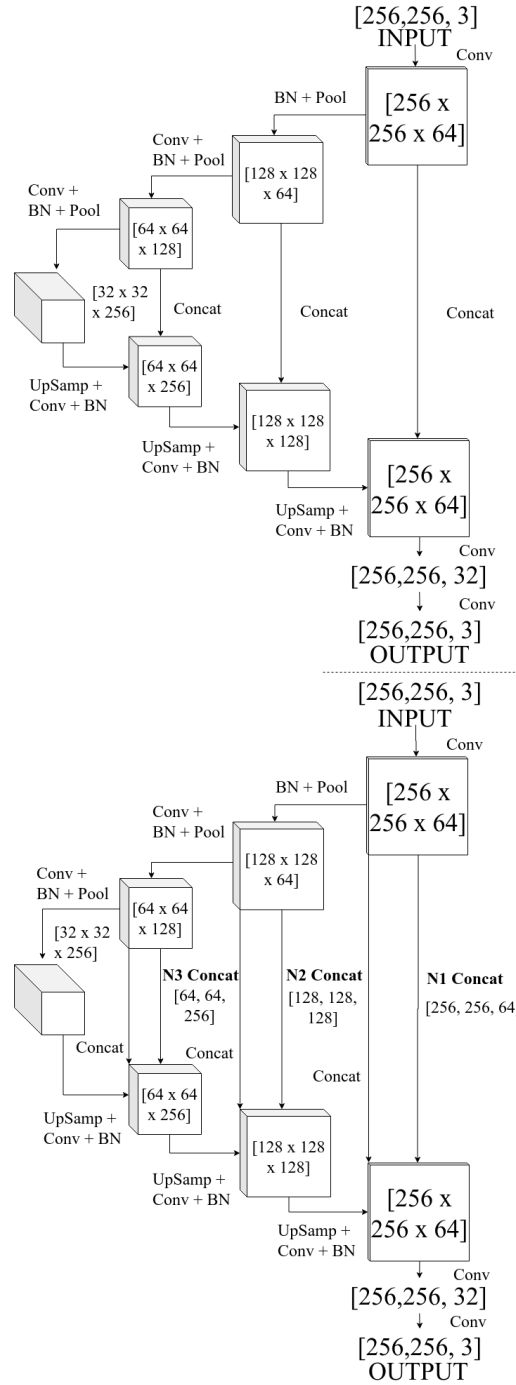 [256,256, 3]
INPUT
Conv
BN + Pool
[256 x
256 x 64]
Conv +
BN + Pool
[128 x 128
x 64]
Conv +
BN + Pool
[64 x 64
x 128]
[32 x 32
x 256]
Concat
Concat
Concat
UpSamp +
Conv + BN
[64 x 64
x 256]
UpSamp +
Conv + BN
[128 x 128
x 128]
UpSamp +
Conv + BN
[256 x
256 x 64]
Conv
[256,256, 32]
Conv
[256,256, 3]
OUTPUT
[256,256, 3]
INPUT
Conv
BN + Pool
[256 x
256 x 64]
Conv +
BN + Pool
[128 x 128
x 64]
Conv +
BN + Pool
[64 x 64
x 128]
[32 x 32
x 256]
N3 Concat
[64, 64,
256]
N2 Concat
[128, 128,
128]
N1 Concat
[256, 256, 64
Concat
Concat
Concat
UpSamp +
Conv + BN
[64 x 64
x 256]
UpSamp +
Conv + BN
[128 x 128
x 128]
UpSamp +
Conv + BN
[256 x
256 x 64]
Conv
[256,256, 32]
Conv
[256,256, 3]
OUTPUT